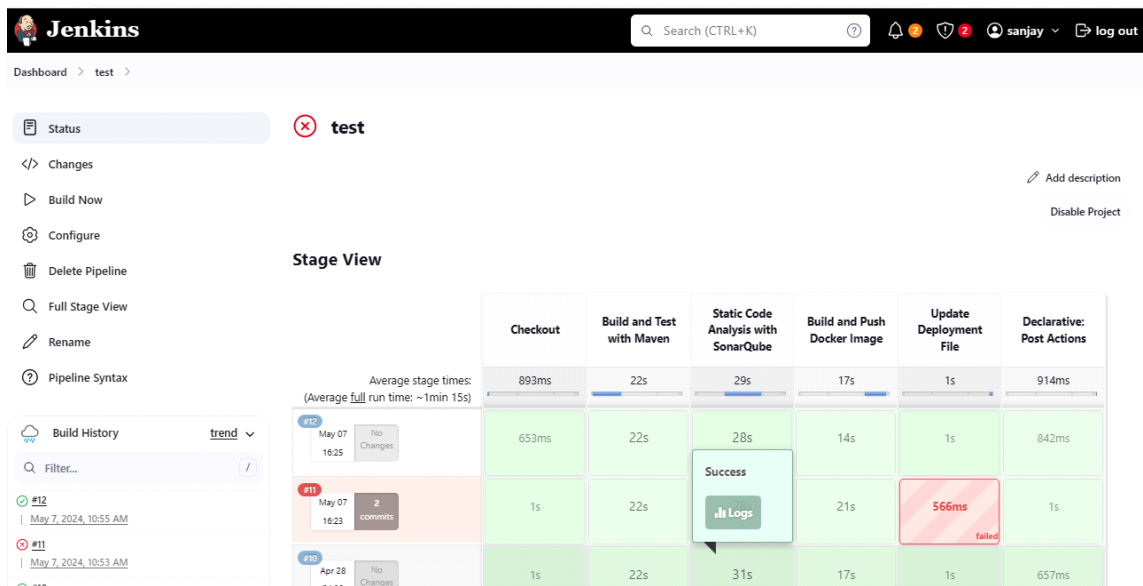 Jenkins
Search (CTRL+K)
?
2
2
sanjay
log out
Dashboard > test >
Status
Changes
Build Now
Configure
Delete Pipeline
Full Stage View
Rename
Pipeline Syntax
test
Add description
Disable Project
Stage View
Checkout
Build and Test
with Maven
Static Code
Analysis with
SonarQube
Build and Push
Docker Image
Update
Deployment
File
Declarative:
Post Actions
Average stage times:
(Average full run time: ~1min 15s)
893ms
22s
29s
17s
1s
914ms
#12
May 07
16:25
No
Changes
653ms
22s
28s
14s
1s
842ms
Success
Logs
#11
May 07
16:23
2
commits
1s
22s
21s
566ms
failed
1s
#10
Apr 28
No
Changes
1s
22s
31s
17s
1s
657ms
Build History
trend
Filter...
/
#12
May 7, 2024, 10:55 AM
#11
May 7, 2024, 10:53 AM